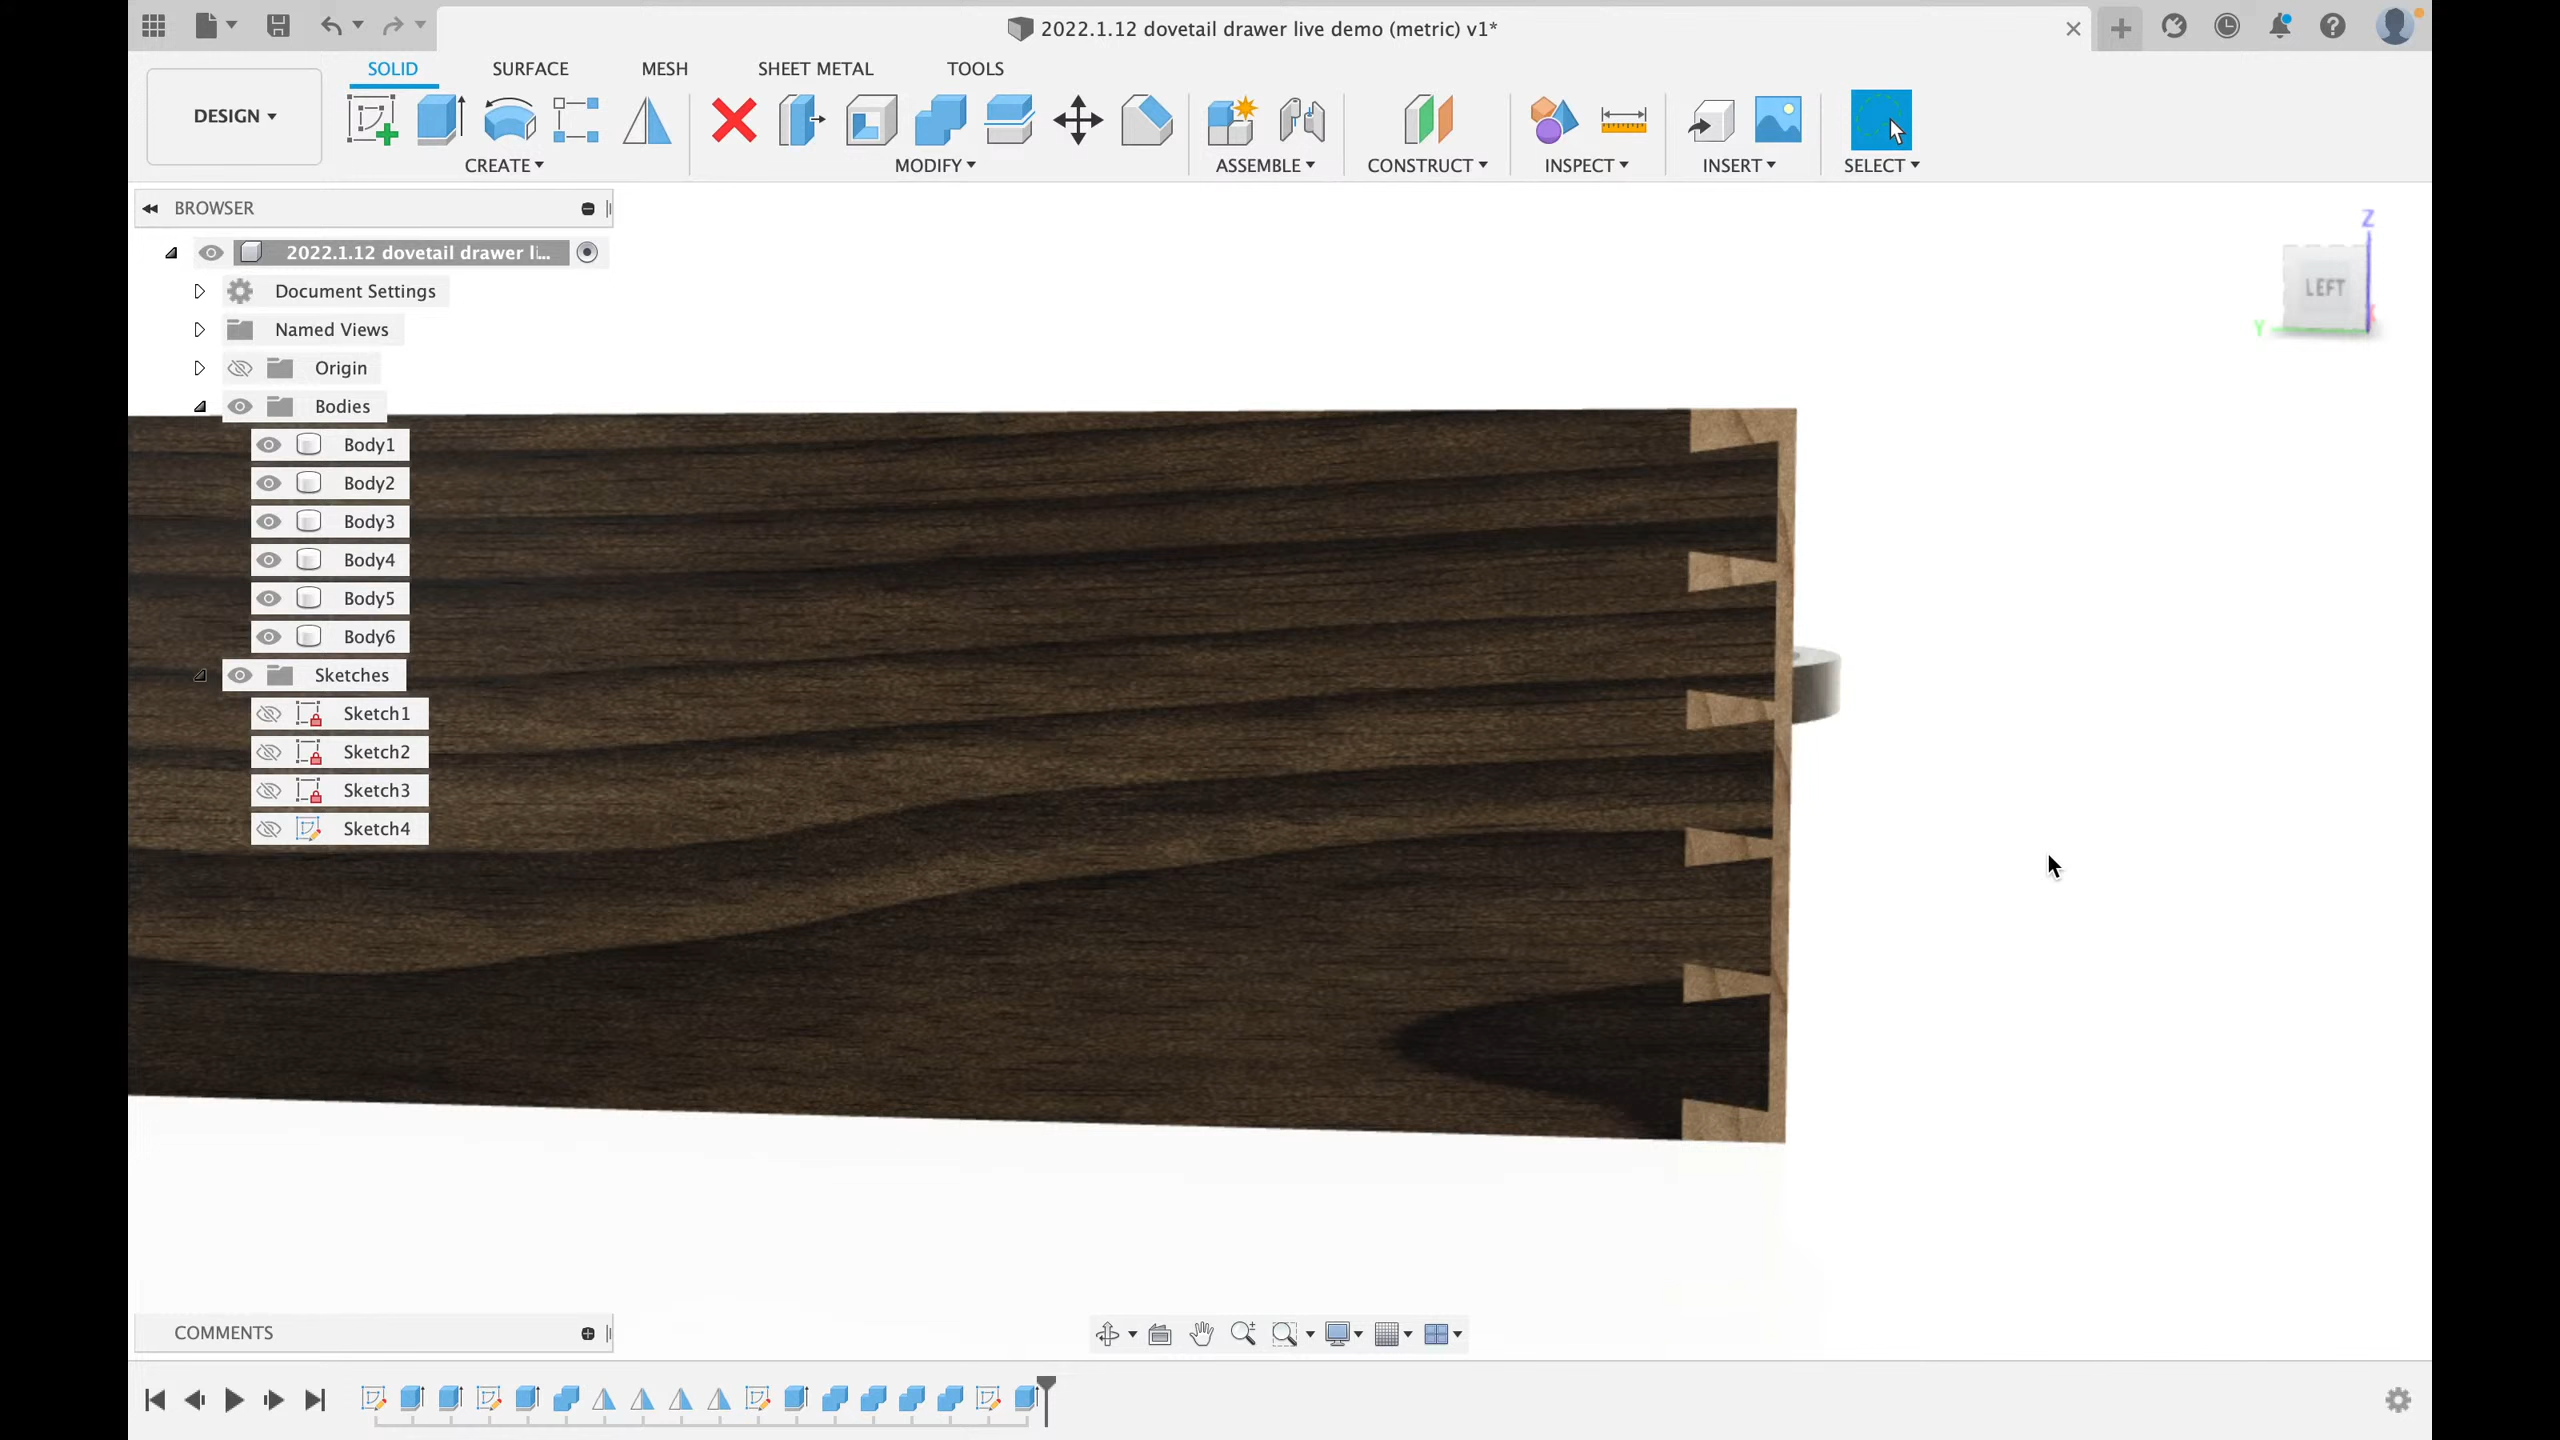 2022.1.12 dovetail drawer live demo (metric) v1*
SOLID SURFACE MESH SHEET METAL TOOLS
DESIGN
CREATE MODIFY ASSEMBLE CONSTRUCT INSPECT INSERT SELECT
BROWSER
2022.1.12 dovetail drawer li...
Document Settings
Named Views
Origin
Bodies
Body1
Body2
Body3
Body4
Body5
Body6
Sketches
Sketch1
Sketch2
Sketch3
Sketch4
Z
LEFT
Y
X
COMMENTS